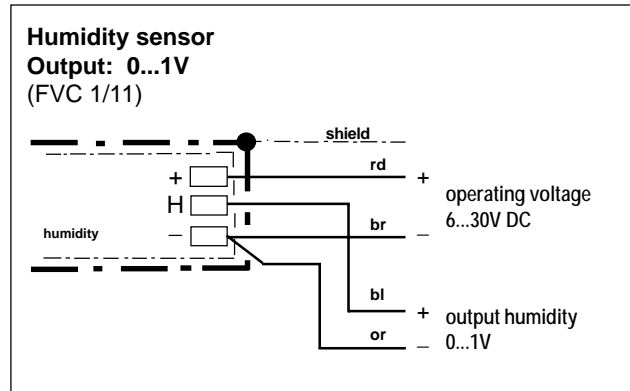 Humidity sensor
Output: 0...1V
(FVC 1/11)
shield
rd
+ +
operating voltage
H
6...30V DC
humidity
– br –
bl
+ output humidity
or – 0...1V